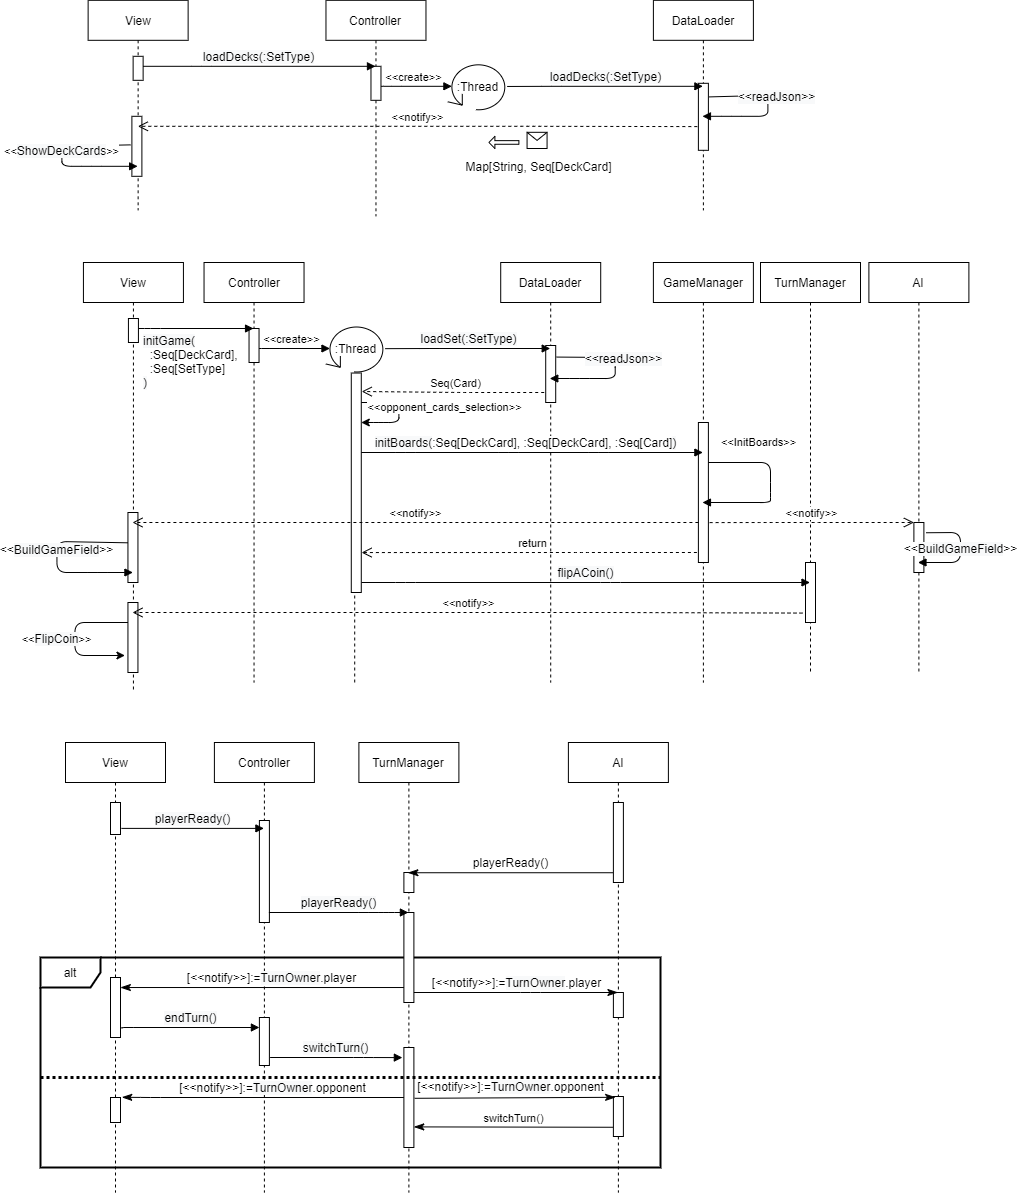 View
Controller
DataLoader
loadDecks(:SetType)
<<create>>
:Thread
loadDecks(:SetType)
<<readJson>>
<<notify>>
<<ShowDeckCards>>
Map[String, Seq[DeckCard]
View
Controller
DataLoader
GameManager
TurnManager
AI
initGame(
:Seq[DeckCard],
:Seq[SetType]
)
<<create>>
:Thread
loadSet(:SetType)
<<readJson>>
Seq(Card)
<<opponent_cards_selection>>
initBoards(:Seq[DeckCard], :Seq[DeckCard], :Seq[Card])
<<InitBoards>>
<<notify>>
<<notify>>
<<BuildGameField>>
return
<<BuildGameField>>
flipACoin()
<<notify>>
<<FlipCoin>>
View
Controller
TurnManager
AI
playerReady()
playerReady()
playerReady()
alt
[<<notify>>]:=TurnOwner.player
[<<notify>>]:=TurnOwner.player
endTurn()
switchTurn()
[<<notify>>]:=TurnOwner.opponent
[<<notify>>]:=TurnOwner.opponent
switchTurn()